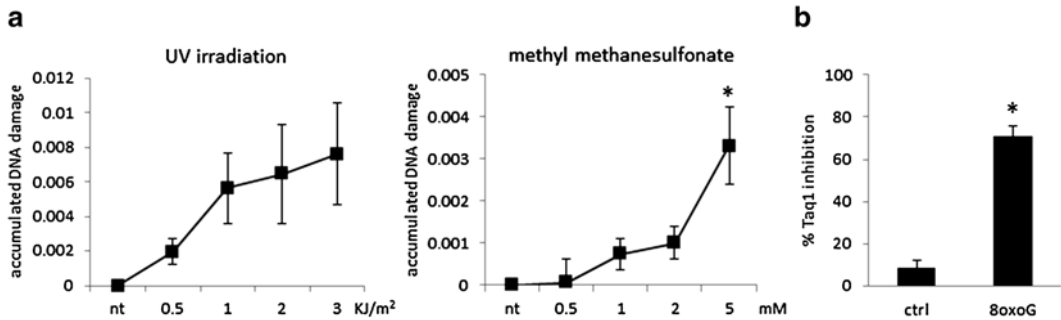 a
UV irradiation
accumulated DNA damage
0.012
0.01
0.008
0.006
0.004
0.002
0
nt 0.5 1 2 3 KJ/m²
methyl methanesulfonate
accumulated DNA damage
0.005
0.004
0.003
0.002
0.001
0
*
nt 0.5 1 2 5 mM
b
% Taq1 inhibition
100
80
60
40
20
0
*
ctrl 8oxoG